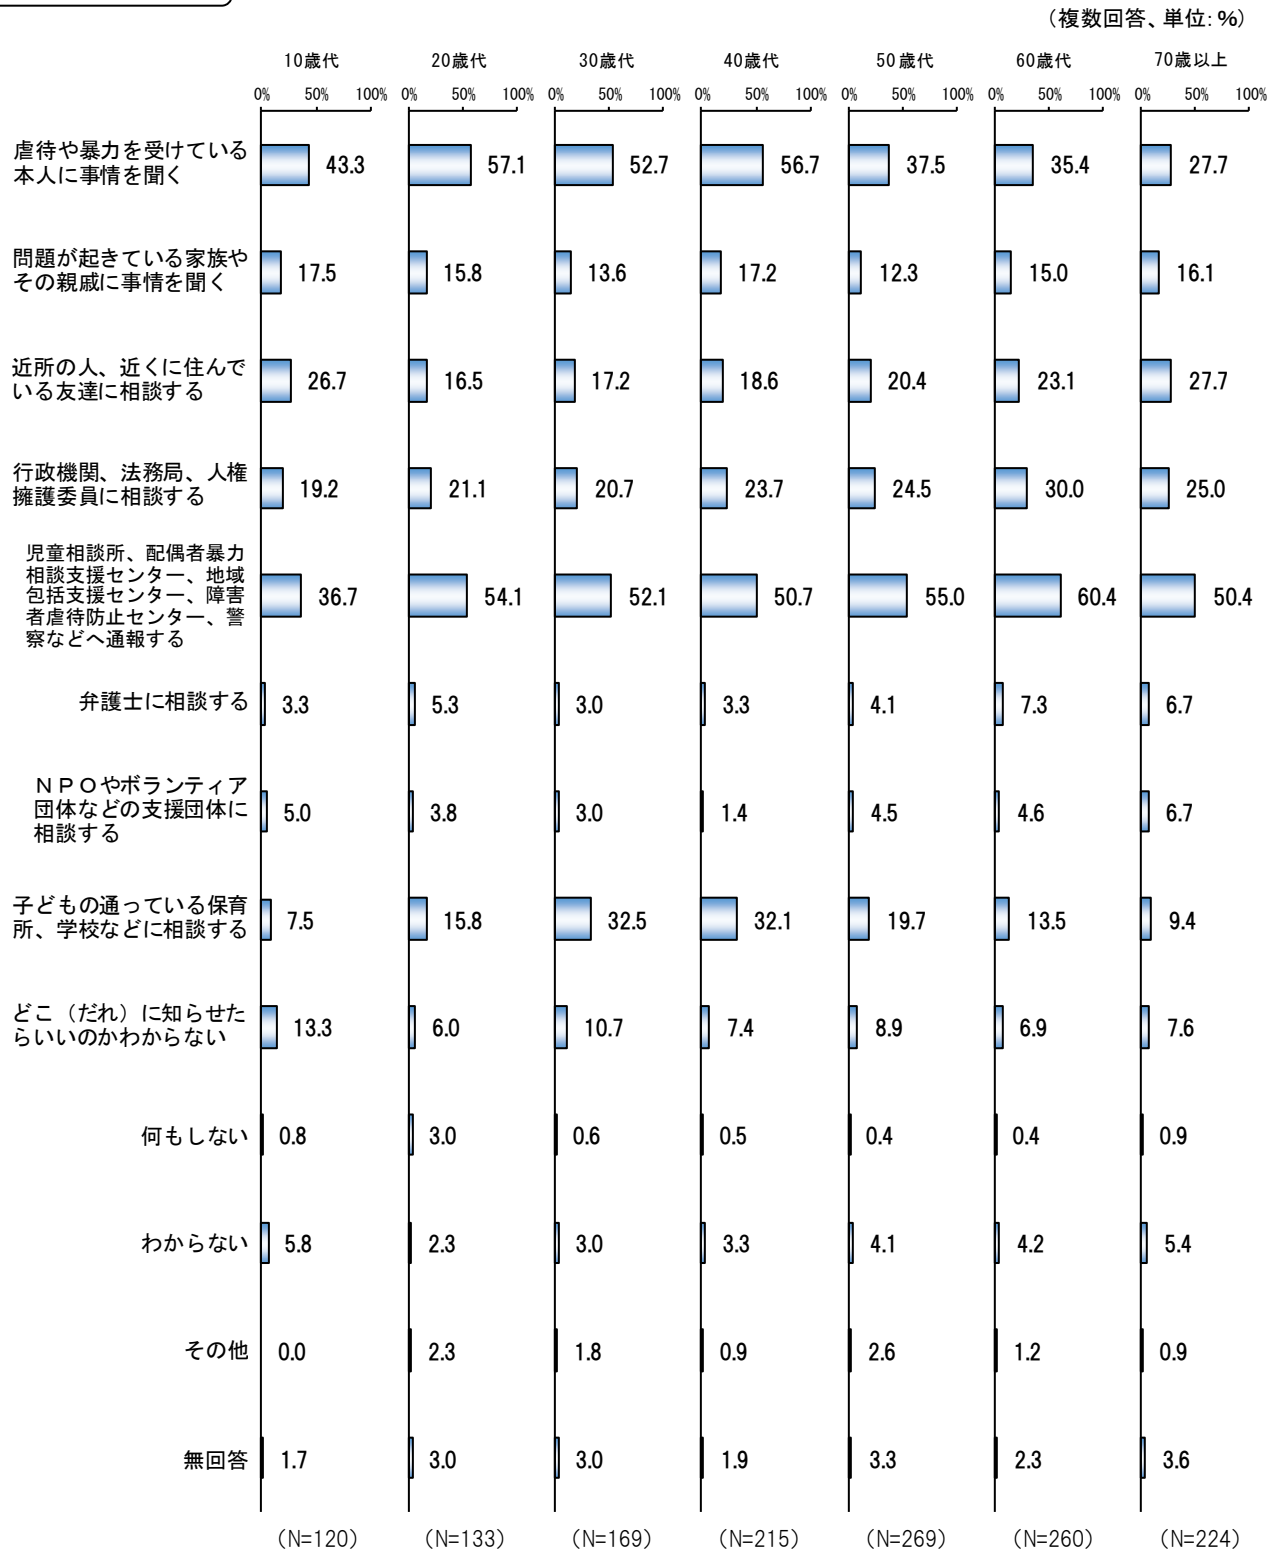 （複数回答、単位:％）
10歳代 20歳代 30歳代 40歳代 50歳代 60歳代 70歳以上
0% 50% 100% 0% 50% 100% 0% 50% 100% 0% 50% 100% 0% 50% 100% 0% 50% 100% 0% 50% 100%
虐待や暴力を受けている
本人に事情を聞く
43.3 57.1 52.7 56.7 37.5 35.4 27.7
問題が起きている家族や
その親戚に事情を聞く
17.5 15.8 13.6 17.2 12.3 15.0 16.1
近所の人、近くに住んで
いる友達に相談する
26.7 16.5 17.2 18.6 20.4 23.1 27.7
行政機関、法務局、人権
擁護委員に相談する
19.2 21.1 20.7 23.7 24.5 30.0 25.0
児童相談所、配偶者暴力
相談支援センター、地域
包括支援センター、障害
者虐待防止センター、警
察などへ通報する
36.7 54.1 52.1 50.7 55.0 60.4 50.4
弁護士に相談する
3.3 5.3 3.0 3.3 4.1 7.3 6.7
ＮＰＯやボランティア
団体などの支援団体に
相談する
5.0 3.8 3.0 1.4 4.5 4.6 6.7
子どもの通っている保育
所、学校などに相談する
7.5 15.8 32.5 32.1 19.7 13.5 9.4
どこ（だれ）に知らせた
らいいのかわからない
13.3 6.0 10.7 7.4 8.9 6.9 7.6
何もしない
0.8 3.0 0.6 0.5 0.4 0.4 0.9
わからない
5.8 2.3 3.0 3.3 4.1 4.2 5.4
その他
0.0 2.3 1.8 0.9 2.6 1.2 0.9
無回答
1.7 3.0 3.0 1.9 3.3 2.3 3.6
（N=120） （N=133） （N=169） （N=215） （N=269） （N=260） （N=224）